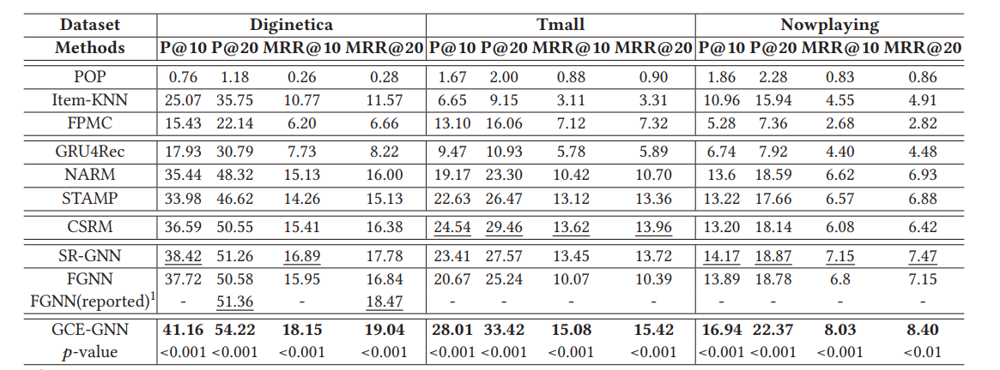 Dataset Diginetica Tmall Nowplaying
Methods P@10 P@20 MRR@10 MRR@20 P@10 P@20 MRR@10 MRR@20 P@10 P@20 MRR@10 MRR@20
POP 0.76 1.18 0.26 0.28 1.67 2.00 0.88 0.90 1.86 2.28 0.83 0.86
Item-KNN 25.07 35.75 10.77 11.57 6.65 9.15 3.11 3.31 10.96 15.94 4.55 4.91
FPMC 15.43 22.14 6.20 6.66 13.10 16.06 7.12 7.32 5.28 7.36 2.68 2.82
GRU4Rec 17.93 30.79 7.73 8.22 9.47 10.93 5.78 5.89 6.74 7.92 4.40 4.48
NARM 35.44 48.32 15.13 16.00 19.17 23.30 10.42 10.70 13.6 18.59 6.62 6.93
STAMP 33.98 46.62 14.26 15.13 22.63 26.47 13.12 13.36 13.22 17.66 6.57 6.88
CSRM 36.59 50.55 15.41 16.38 24.54 29.46 13.62 13.96 13.20 18.14 6.08 6.42
SR-GNN 38.42 51.26 16.89 17.78 23.41 27.57 13.45 13.72 14.17 18.87 7.15 7.47
FGNN 37.72 50.58 15.95 16.84 20.67 25.24 10.07 10.39 13.89 18.78 6.8 7.15
FGNN(reported)¹ - 51.36 - 18.47 - - - - - - - -
GCE-GNN 41.16 54.22 18.15 19.04 28.01 33.42 15.08 15.42 16.94 22.37 8.03 8.40
p-value <0.001 <0.001 <0.001 <0.001 <0.001 <0.001 <0.001 <0.001 <0.001 <0.001 <0.001 <0.01